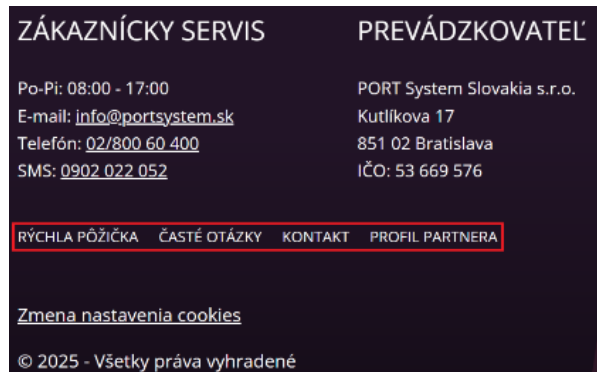 ZÁKAZNÍCKY SERVIS
Po-Pi: 08:00 - 17:00
E-mail: info@portsystem.sk
Telefón: 02/800 60 400
SMS: 0902 022 052
PREVÁDZKOVATEĽ
PORT System Slovakia s.r.o.
Kutlíkova 17
851 02 Bratislava
IČO: 53 669 576
RÝCHLA PÔŽIČKA ČASTÉ OTÁZKY KONTAKT PROFIL PARTNERA
Zmena nastavenia cookies
© 2025 - Všetky práva vyhradené